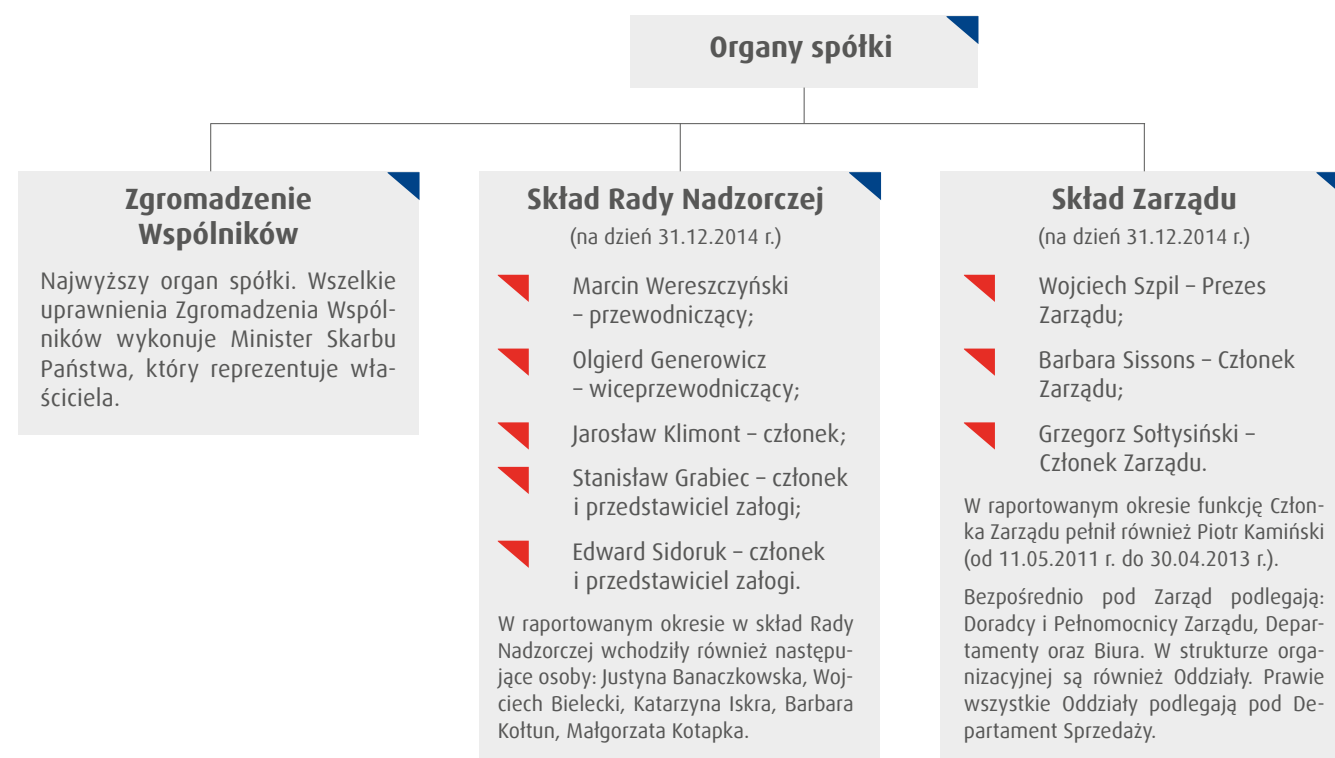 Organy spółki
Zgromadzenie
Wspólników
Najwyższy organ spółki. Wszelkie
uprawnienia Zgromadzenia Wspól-
ników wykonuje Minister Skarbu
Państwa, który reprezentuje wła-
ściciela.
Skład Rady Nadzorczej
(na dzień 31.12.2014 r.)
Marcin Wereszczyński
– przewodniczący;
Olgierd Generowicz
– wiceprzewodniczący;
Jarosław Klimont – członek;
Stanisław Grabiec – członek
i przedstawiciel załogi;
Edward Sidoruk – członek
i przedstawiciel załogi.
W raportowanym okresie w skład Rady
Nadzorczej wchodziły również następu-
jące osoby: Justyna Banaczkowska, Woj-
ciech Bielecki, Katarzyna Iskra, Barbara
Kołtun, Małgorzata Kotapka.
Skład Zarządu
(na dzień 31.12.2014 r.)
Wojciech Szpil – Prezes
Zarządu;
Barbara Sissons – Członek
Zarządu;
Grzegorz Sołtysiński –
Członek Zarządu.
W raportowanym okresie funkcję Człon-
ka Zarządu pełnił również Piotr Kamiński
(od 11.05.2011 r. do 30.04.2013 r.).
Bezpośrednio pod Zarząd podlegają:
Doradcy i Pełnomocnicy Zarządu, Depar-
tamenty oraz Biura. W strukturze orga-
nizacyjnej są również Oddziały. Prawie
wszystkie Oddziały podlegają pod De-
partament Sprzedaży.